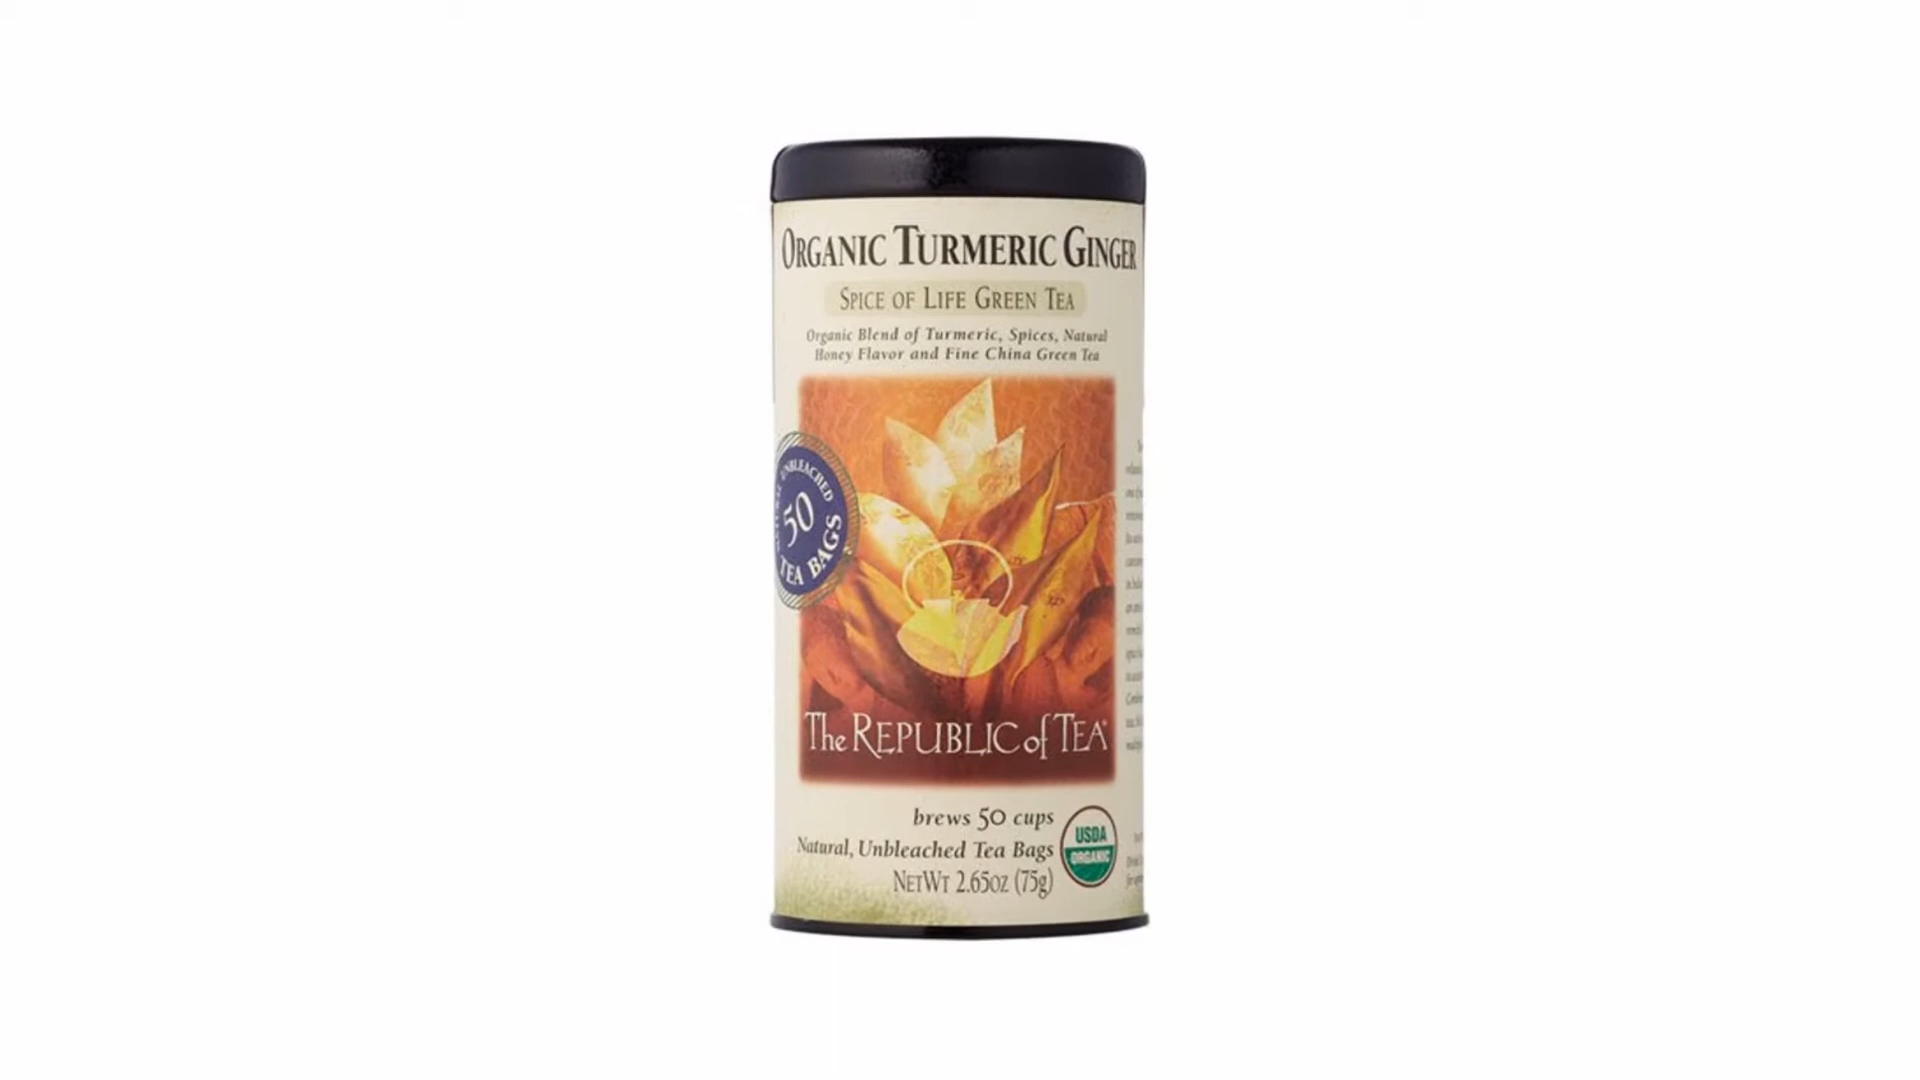 ORGANIC TURMERIC GINGER
SPICE OF LIFE GREEN TEA
Organic Blend of Turmeric, Spices, Natural
Honey Flavor and Fine China Green Tea
NATURAL UNBLEACHED
50
TEA BAGS
The REPUBLIC of TEA®
brews 50 cups
Natural, Unbleached Tea Bags
NETWT 2.65OZ (75g)
USDA
ORGANIC